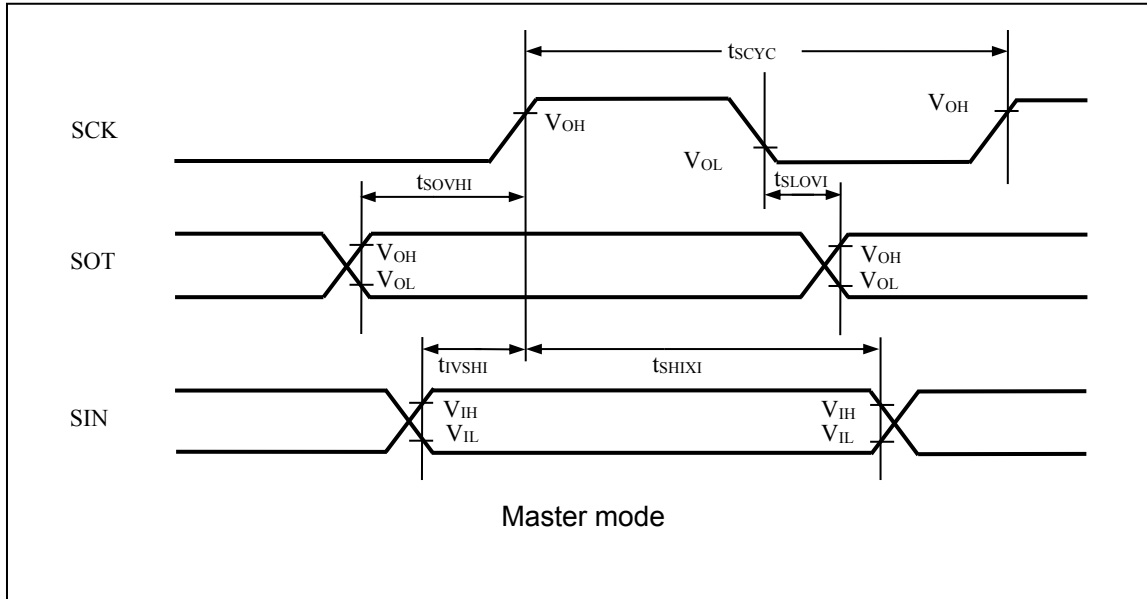 tSCYC
SCK
VOH
VOL
VOH
tSOVHI
tSLOVI
SOT
VOH
VOL
VOH
VOL
tIVSHI
tSHIXI
SIN
VIH
VIL
VIH
VIL
Master mode